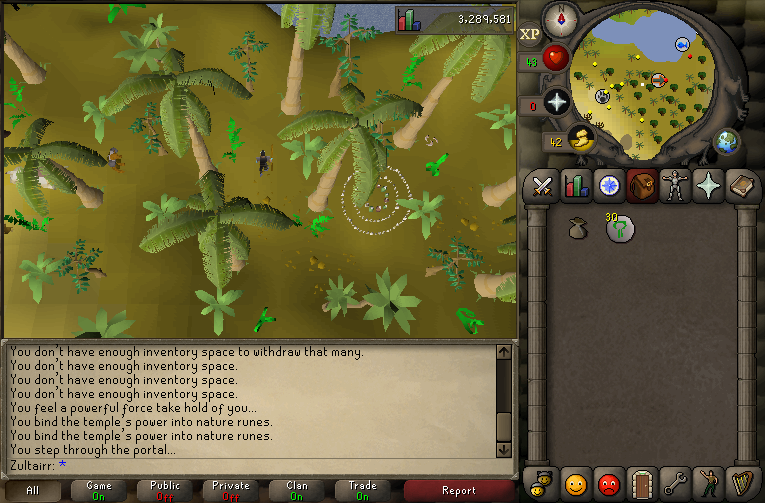 3,289,581
XP
43
0
42
30
You don't have enough inventory space to withdraw that many.
You don't have enough inventory space.
You don't have enough inventory space.
You don't have enough inventory space.
You feel a powerful force take hold of you...
You bind the temple's power into nature runes.
You bind the temple's power into nature runes.
You step through the portal...
Zultairr: *
All
Game
On
Public
Off
Private
Off
Clan
On
Trade
On
Report